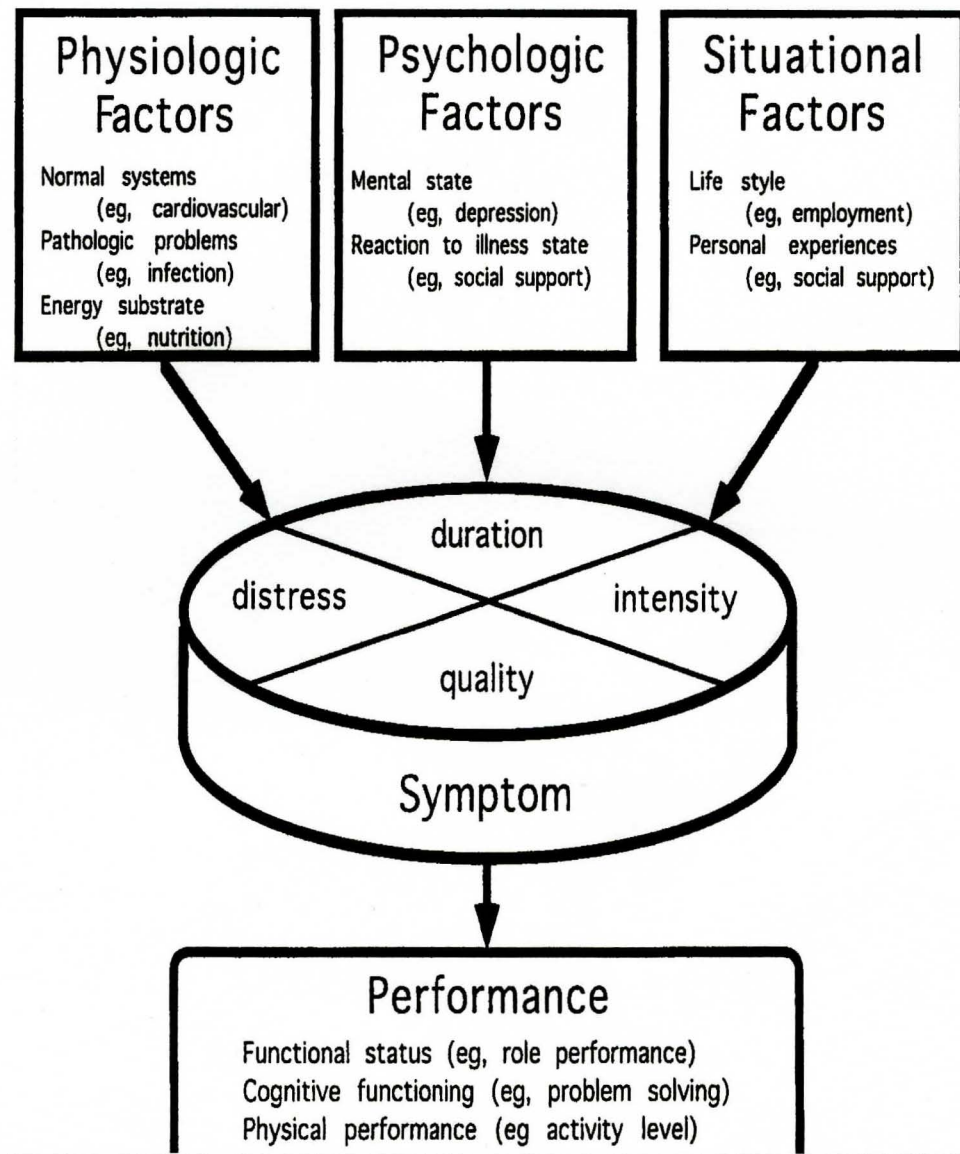 Physiologic
Factors
Normal systems
(eg, cardiovascular)
Pathologic problems
(eg, infection)
Energy substrate
(eg, nutrition)
Psychologic
Factors
Mental state
(eg, depression)
Reaction to illness state
(eg, social support)
Situational
Factors
Life style
(eg, employment)
Personal experiences
(eg, social support)
duration
distress
intensity
quality
Symptom
Performance
Functional status (eg, role performance)
Cognitive functioning (eg, problem solving)
Physical performance (eg activity level)